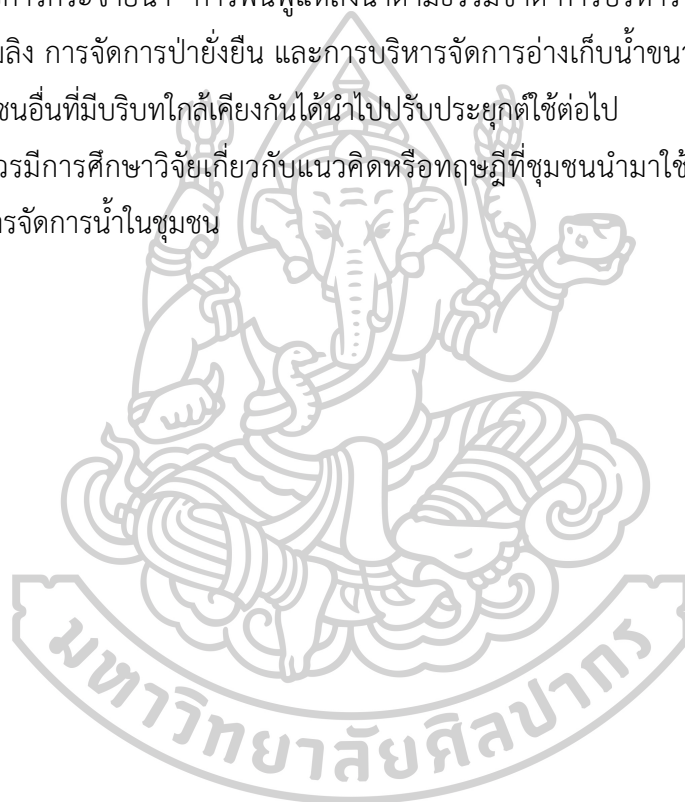 การกระจายน้ำ การฟื้นฟูแหล่งน้ำตามธรรมชาติ การบริหาร
การจัดการป่ายั่งยืน และการบริหารจัดการอ่างเก็บน้ำขนา
ชนอื่นที่มีบริบทใกล้เคียงกันได้นำไปปรับประยุกต์ใช้ต่อไป
วรมีการศึกษาวิจัยเกี่ยวกับแนวคิดหรือทฤษฎีที่ชุมชนนำมาใช้
ารจัดการน้ำในชุมชน
มหาวิทยาลัยศิลปากร